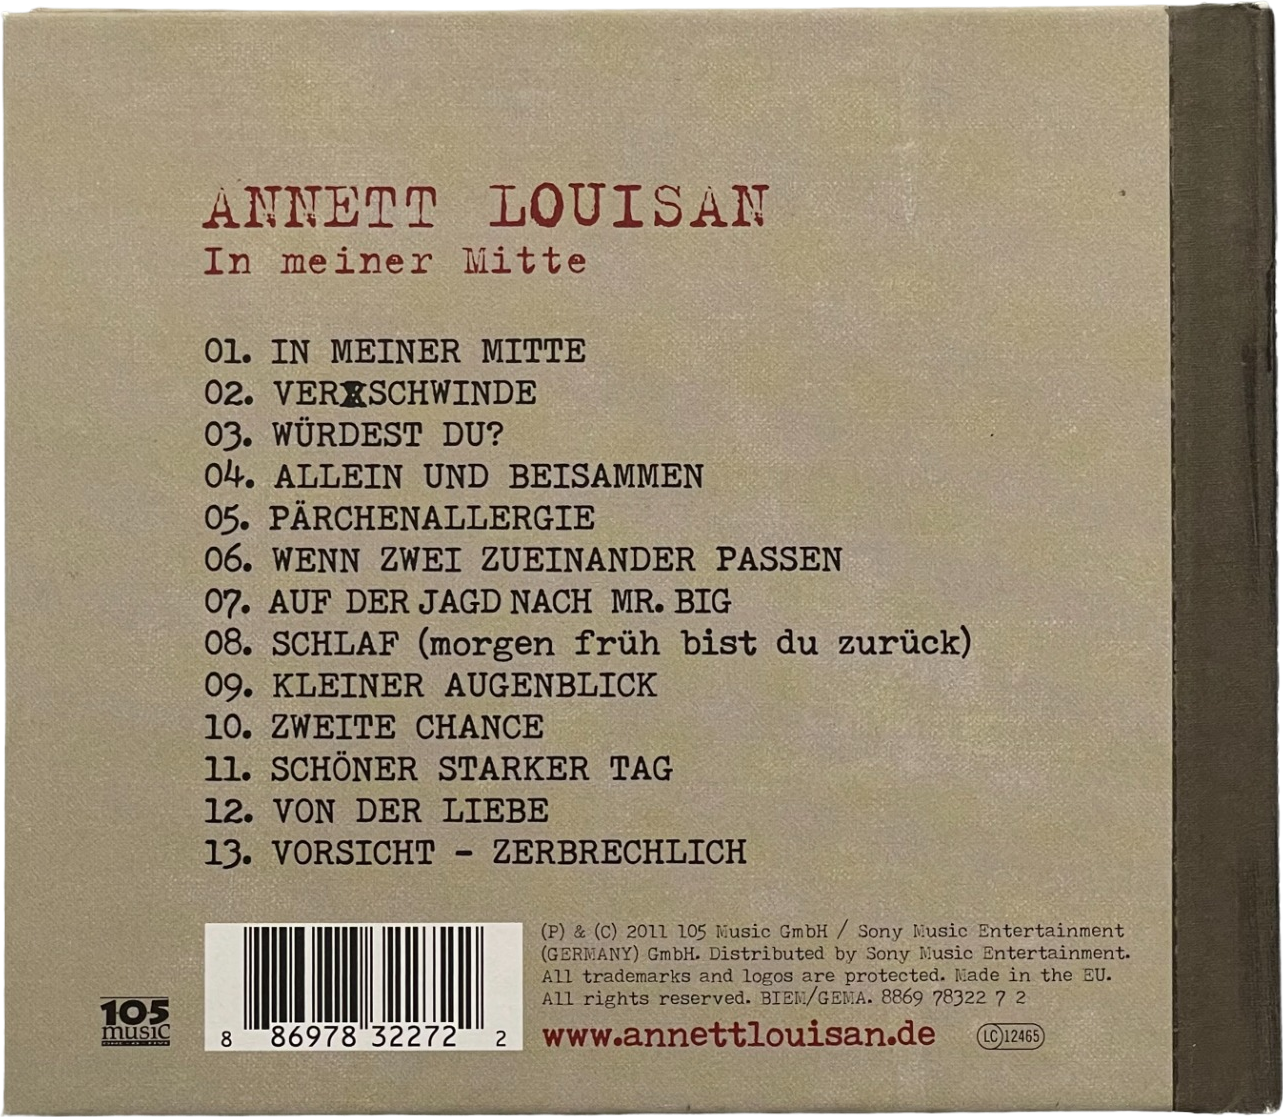 ANNETT LOUISAN
In meiner Mitte
01. IN MEINER MITTE
02. VERXSCHWINDE
03. WÜRDEST DU?
04. ALLEIN UND BEISAMMEN
05. PÄRCHENALLERGIE
06. WENN ZWEI ZUEINANDER PASSEN
07. AUF DER JAGD NACH MR. BIG
08. SCHLAF (morgen früh bist du zurück)
09. KLEINER AUGENBLICK
10. ZWEITE CHANCE
11. SCHÖNER STARKER TAG
12. VON DER LIEBE
13. VORSICHT - ZERBRECHLICH
(P) & (C) 2011 105 Music GmbH / Sony Music Entertainment
(GERMANY) GmbH. Distributed by Sony Music Entertainment.
All trademarks and logos are protected. Made in the EU.
All rights reserved. BIEM/GEMA. 8869 78322 7 2
www.annettlouisan.de
LC 12465
105
music
8 86978 32272 2